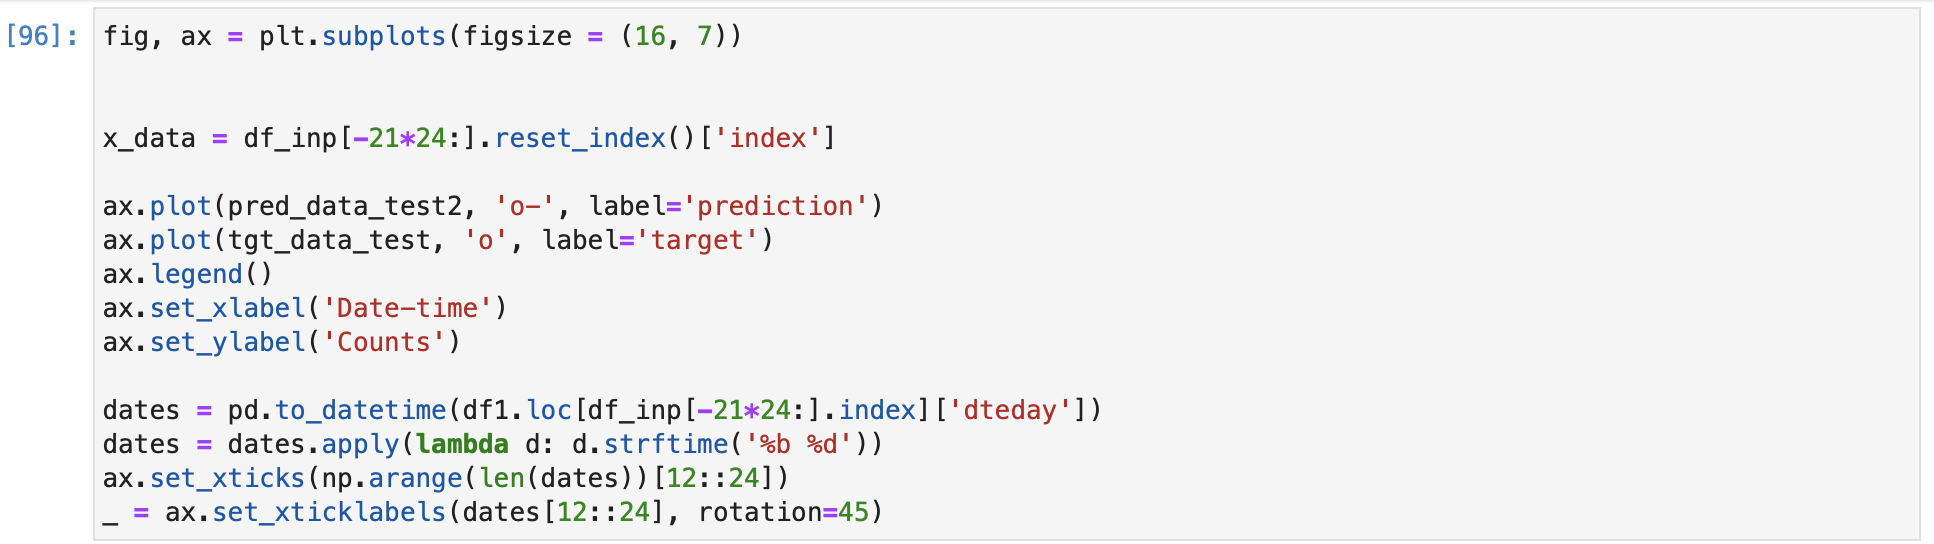 [96]: fig, ax = plt.subplots(figsize = (16, 7))
x_data = df_inp[-21*24:].reset_index()['index']
ax.plot(pred_data_test2, 'o-', label='prediction')
ax.plot(tgt_data_test, 'o', label='target')
ax.legend()
ax.set_xlabel('Date-time')
ax.set_ylabel('Counts')
dates = pd.to_datetime(df1.loc[df_inp[-21*24:].index]['dteday'])
dates = dates.apply(lambda d: d.strftime('%b %d'))
ax.set_xticks(np.arange(len(dates))[12::24])
_ = ax.set_xticklabels(dates[12::24], rotation=45)